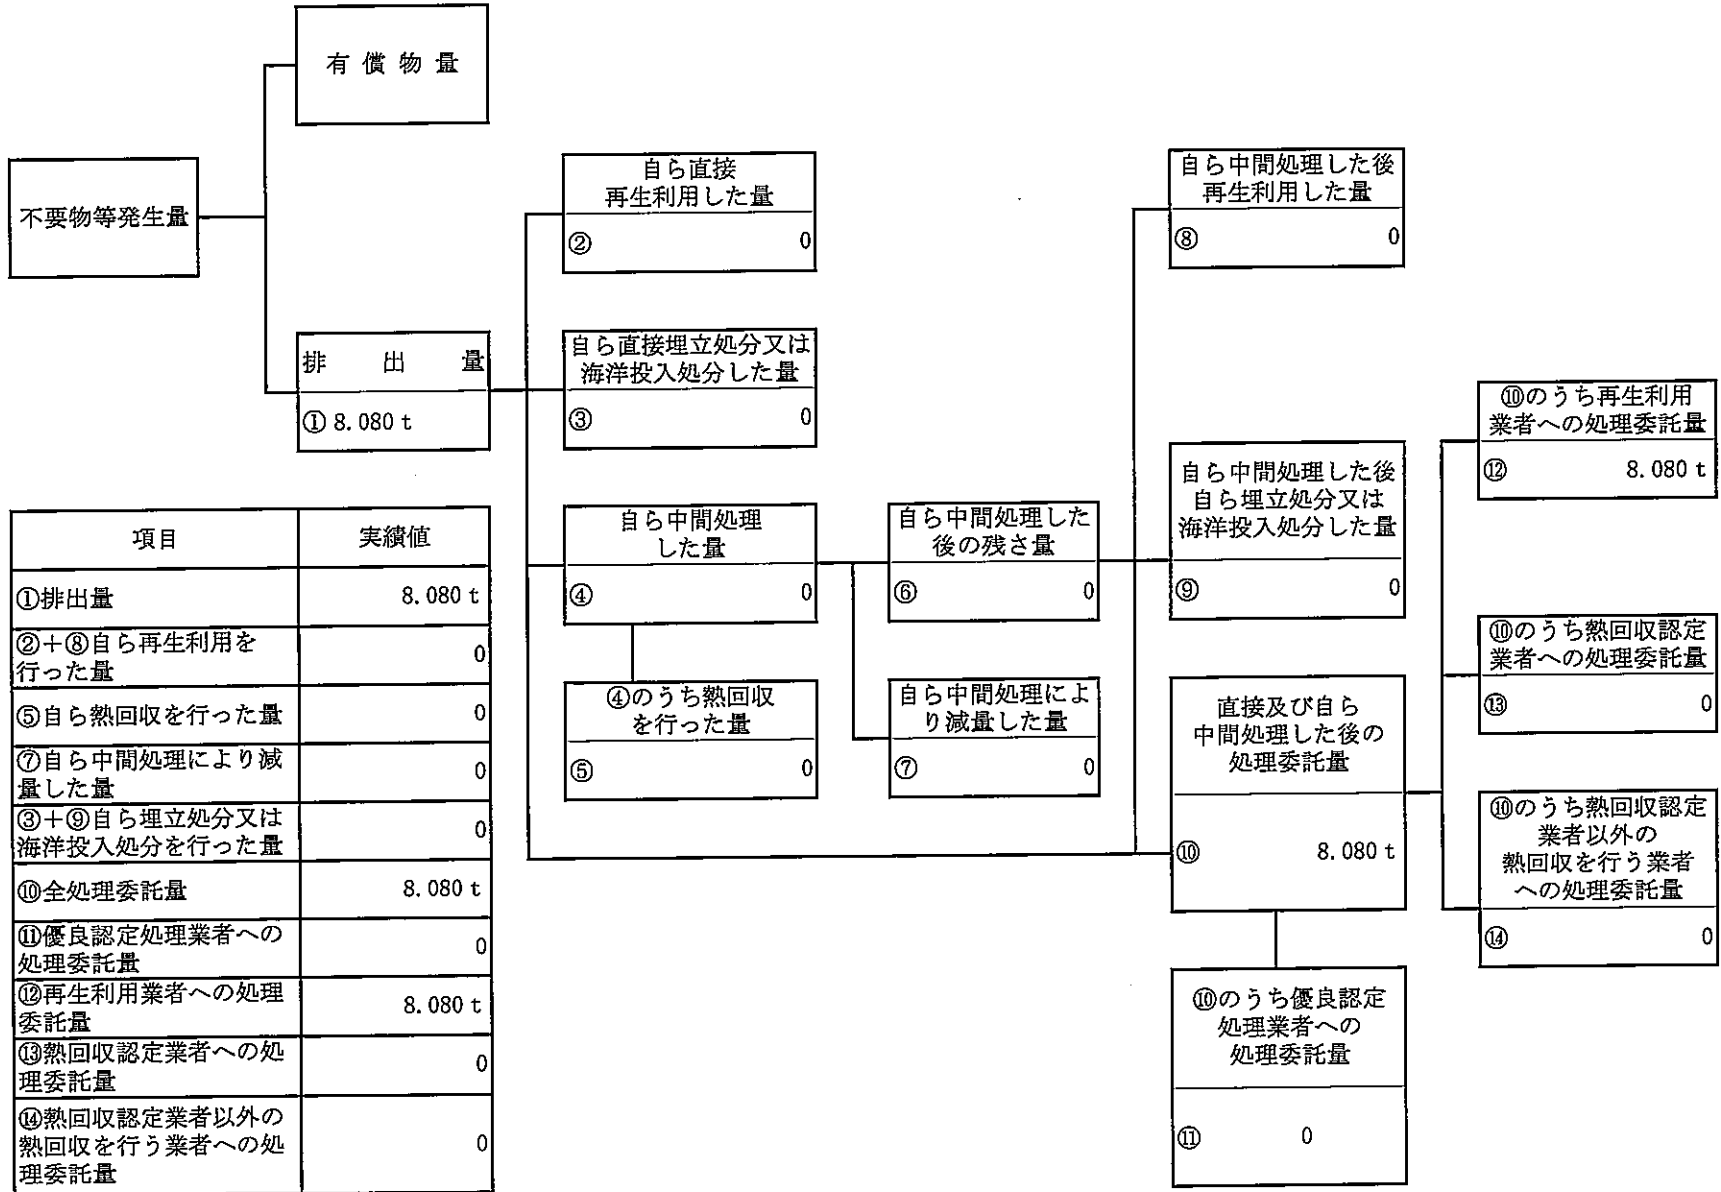 有償物量
不要物等発生量
排出量
① 8.080 t
自ら直接
再生利用した量
② 0
自ら直接埋立処分又は
海洋投入処分した量
③ 0
自ら中間処理
した量
④ 0
④のうち熱回収
を行った量
⑤ 0
自ら中間処理した
後の残さ量
⑥ 0
自ら中間処理によ
り減量した量
⑦ 0
自ら中間処理した後
再生利用した量
⑧ 0
自ら中間処理した後
自ら埋立処分又は
海洋投入処分した量
⑨ 0
直接及び自ら
中間処理した後の
処理委託量
⑩ 8.080 t
⑩のうち優良認定
処理業者への
処理委託量
⑪ 0
⑩のうち再生利用
業者への処理委託量
⑫ 8.080 t
⑩のうち熱回収認定
業者への処理委託量
⑬ 0
⑩のうち熱回収認定
業者以外の
熱回収を行う業者
への処理委託量
⑭ 0
項目 実績値
①排出量 8.080 t
②+⑧自ら再生利用を
行った量 0
⑤自ら熱回収を行った量 0
⑦自ら中間処理により減
量した量 0
③+⑨自ら埋立処分又は
海洋投入処分を行った量 0
⑩全処理委託量 8.080 t
⑪優良認定処理業者への
処理委託量 0
⑫再生利用業者への処理
委託量 8.080 t
⑬熱回収認定業者への処
理委託量 0
⑭熱回収認定業者以外の
熱回収を行う業者への処
理委託量 0